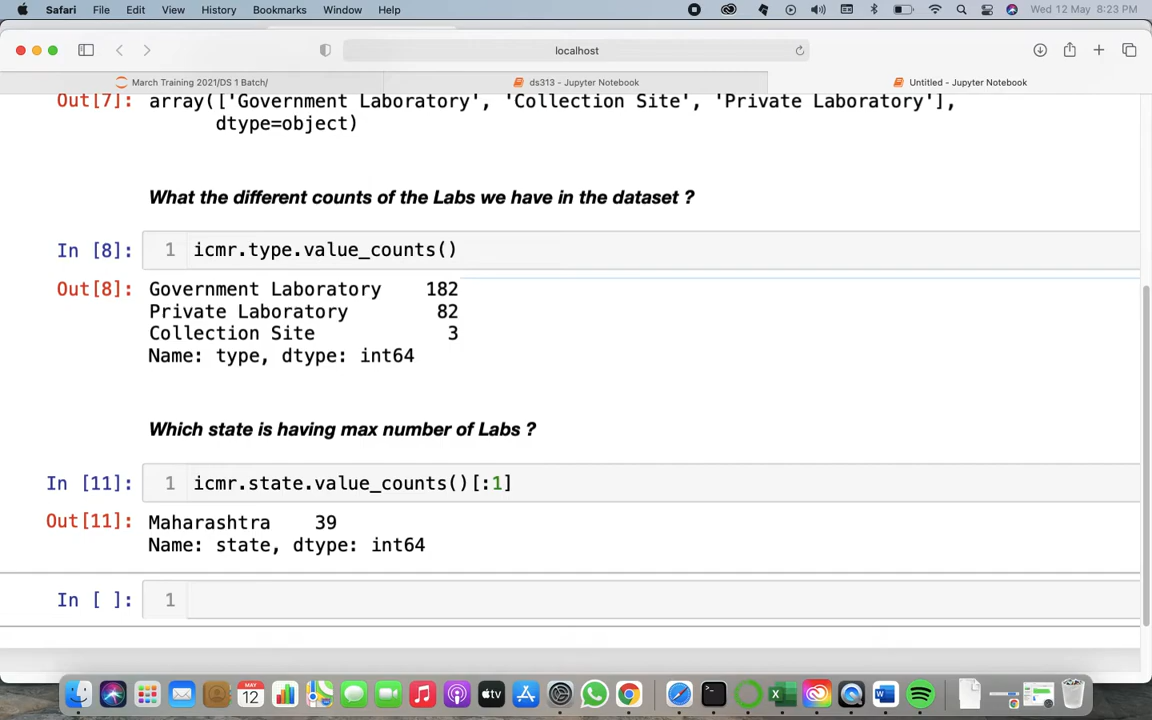 Safari File Edit View History Bookmarks Window Help Wed 12 May 8:23 PM
localhost
March Training 2021/DS 1 Batch/ ds313 - Jupyter Notebook Untitled - Jupyter Notebook
Out[7]: array(['Government Laboratory', 'Collection Site', 'Private Laboratory'],
dtype=object)
What the different counts of the Labs we have in the dataset ?
In [8]: 1 icmr.type.value_counts()
Out[8]: Government Laboratory 182
Private Laboratory 82
Collection Site 3
Name: type, dtype: int64
Which state is having max number of Labs ?
In [11]: 1 icmr.state.value_counts()[:1]
Out[11]: Maharashtra 39
Name: state, dtype: int64
In [ ]: 1
MAY
12
tv